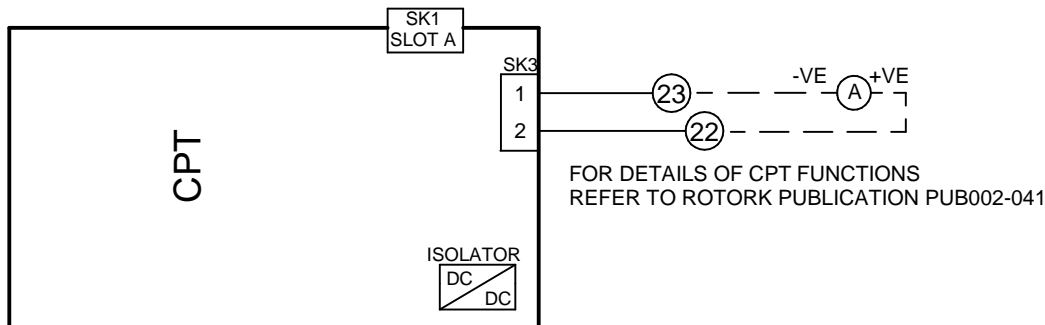 SK1
SLOT A
SK3
1
23
-VE
A
+VE
2
22
CPT
FOR DETAILS OF CPT FUNCTIONS
REFER TO ROTORK PUBLICATION PUB002-041
ISOLATOR
DC
DC